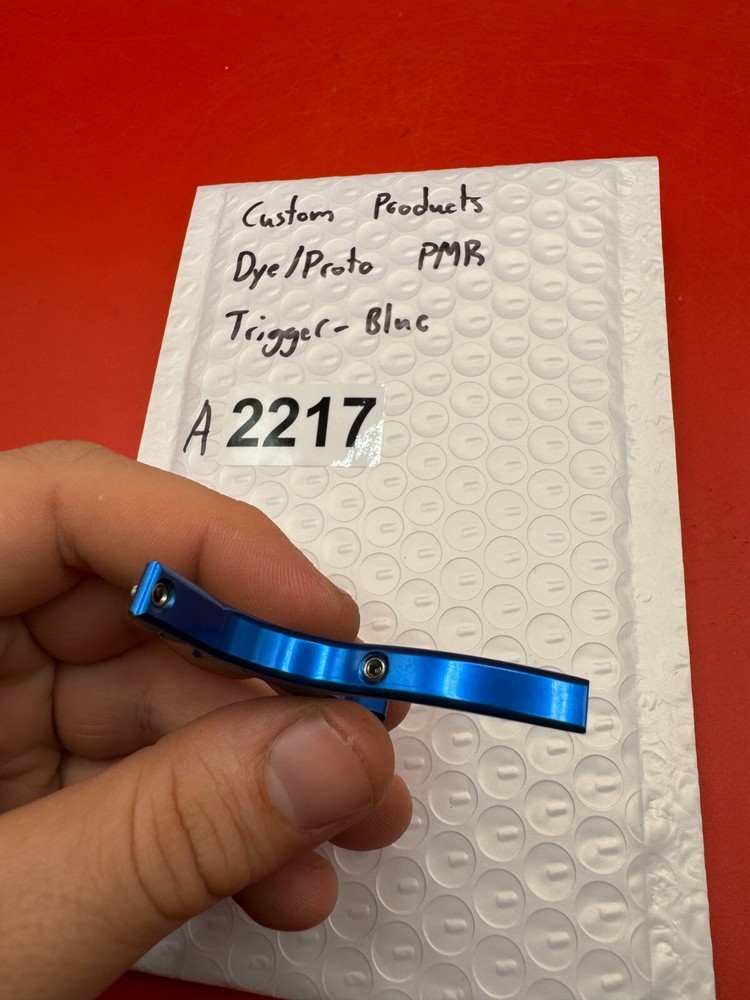 Custom Products
Dye/Proto PMR
Trigger-Blue
A 2217